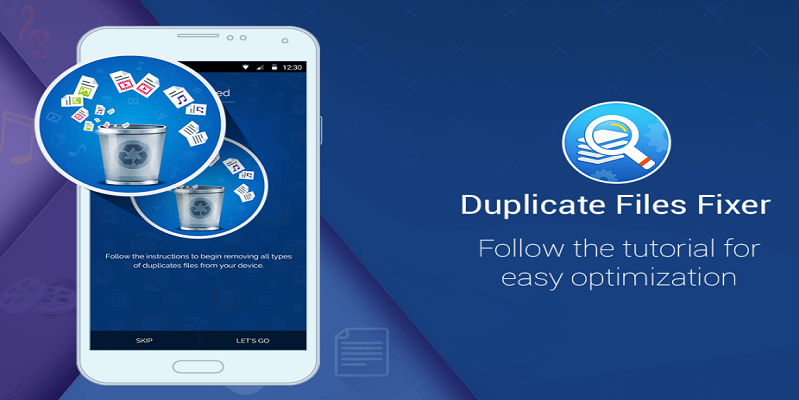 12:30
Follow the instructions to begin removing all types
of duplicates files from your device.
SKIP
LET'S GO
Duplicate Files Fixer
Follow the tutorial for
easy optimization